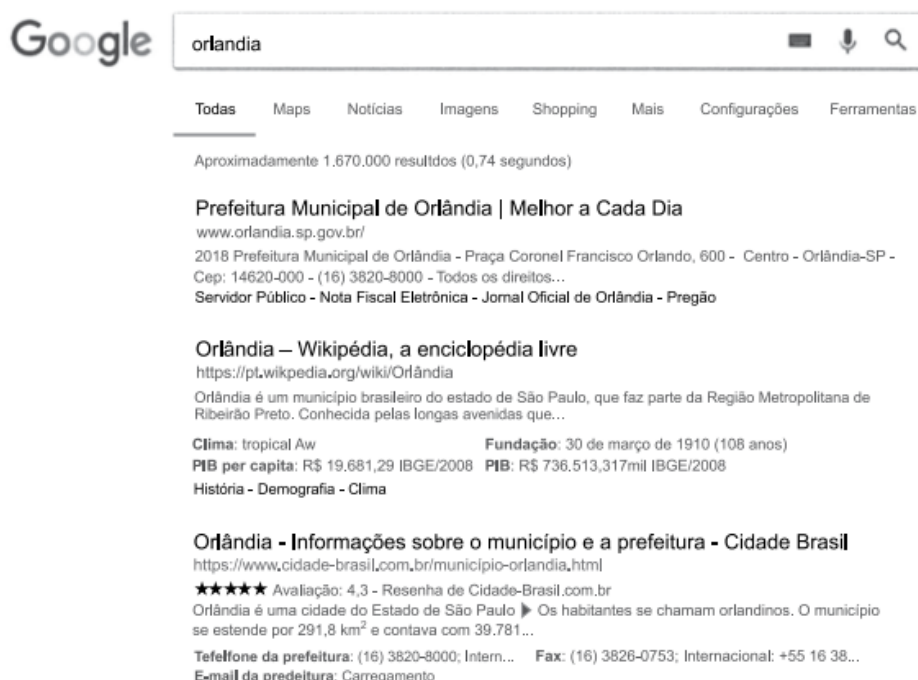 Google
orlandia
Todas Maps Notícias Imagens Shopping Mais Configurações Ferramentas
Aproximadamente 1.670.000 resultdos (0,74 segundos)
Prefeitura Municipal de Orlândia | Melhor a Cada Dia
www.orlandia.sp.gov.br/
2018 Prefeitura Municipal de Orlândia - Praça Coronel Francisco Orlando, 600 - Centro - Orlândia-SP -
Cep: 14620-000 - (16) 3820-8000 - Todos os direitos...
Servidor Público - Nota Fiscal Eletrônica - Jornal Oficial de Orlândia - Pregão
Orlândia – Wikipédia, a enciclopédia livre
https://pt.wikpedia.org/wiki/Orlândia
Orlândia é um município brasileiro do estado de São Paulo, que faz parte da Região Metropolitana de
Ribeirão Preto. Conhecida pelas longas avenidas que...
Clima: tropical Aw Fundação: 30 de março de 1910 (108 anos)
PIB per capita: R$ 19.681,29 IBGE/2008 PIB: R$ 736.513,317mil IBGE/2008
História - Demografia - Clima
Orlândia - Informações sobre o município e a prefeitura - Cidade Brasil
https://www.cidade-brasil.com.br/município-orlandia.html
★★★★★ Avaliação: 4,3 - Resenha de Cidade-Brasil.com.br
Orlândia é uma cidade do Estado de São Paulo ▶ Os habitantes se chamam orlandinos. O município
se estende por 291,8 km² e contava com 39.781...
Tefelfone da prefeitura: (16) 3820-8000; Intern... Fax: (16) 3826-0753; Internacional: +55 16 38...
E-mail da predeitura: Carregamento